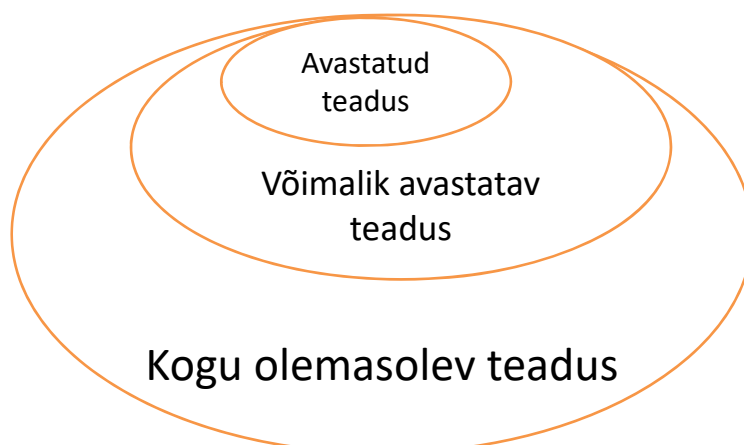 Avastatud
teadus
Võimalik avastatav
teadus
Kogu olemasolev teadus